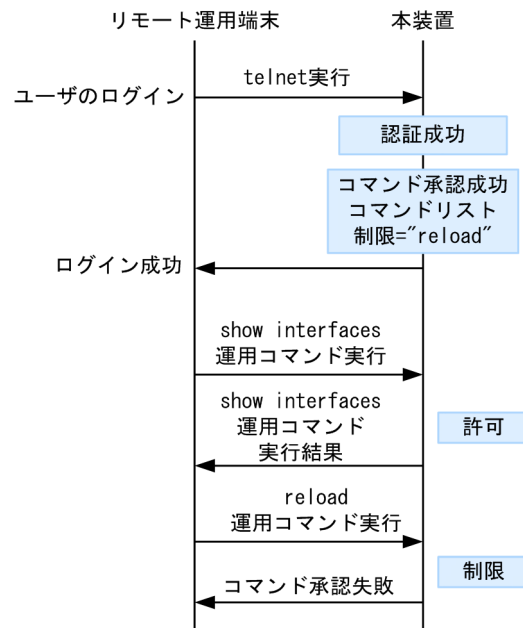 リモート運用端末
本装置
telnet実行
ユーザのログイン
認証成功
コマンド承認成功
コマンドリスト
制限="reload"
ログイン成功
show interfaces
運用コマンド実行
show interfaces
運用コマンド
実行結果
許可
reload
運用コマンド実行
制限
コマンド承認失敗